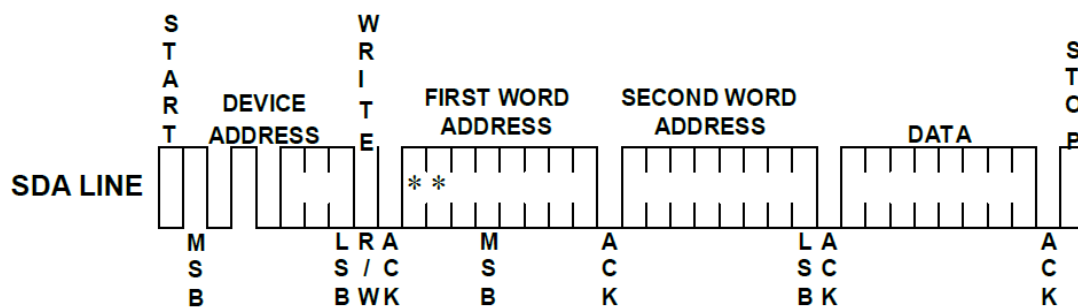 START
WRITE
STOP
DEVICE
ADDRESS
FIRST WORD
ADDRESS
SECOND WORD
ADDRESS
DATA
SDA LINE
* *
MSB
LSB
R/W
ACK
MSB
ACK
LSB
ACK
ACK